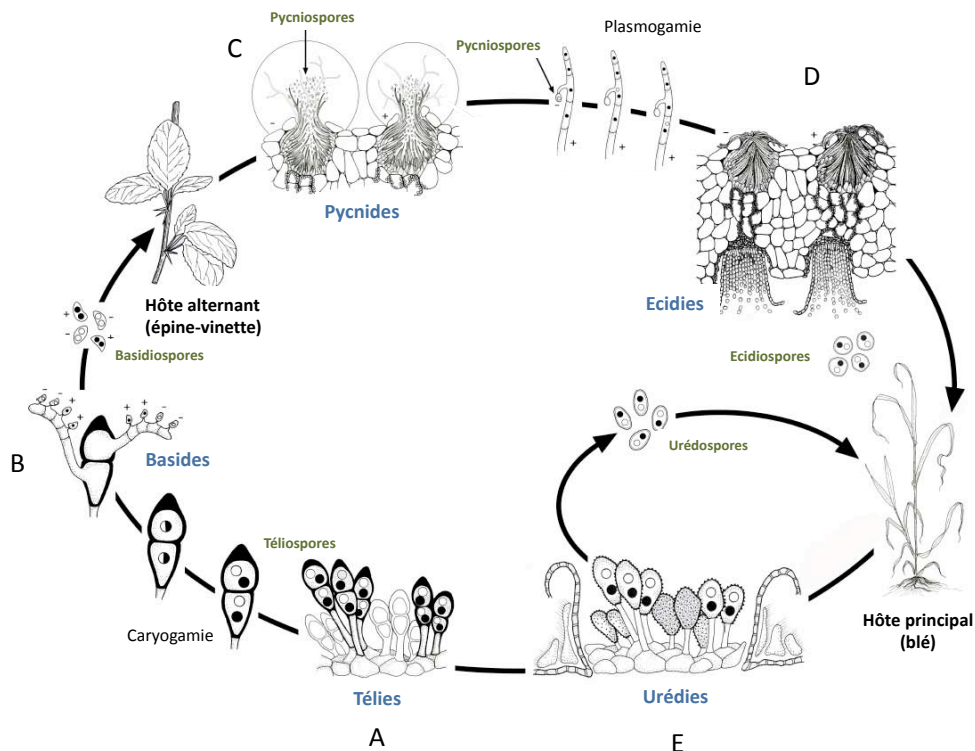 Pycniospores
C
Pycniospores
Plasmogamie
D
-
+
-
+
+
+
-
+
Pycnides
Hôte alternant
(épine-vinette)
Ecidies
+
-
-
+
Basidiospores
Ecidiospores
-
+
-
+
+
+
-
-
B
Basides
Urédospores
Téliospores
Caryogamie
Hôte principal
(blé)
Télies
Urédies
A
E